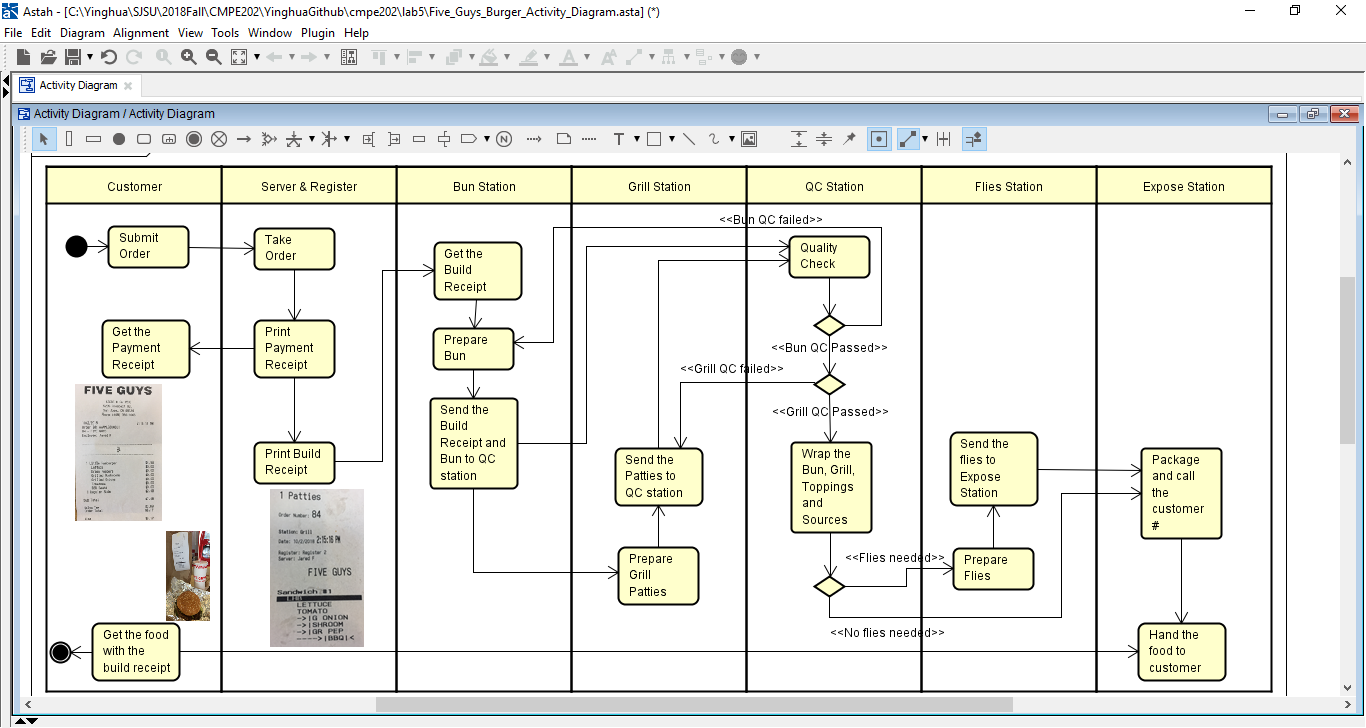 Astah - [C:\Yinghua\SJSU\2018Fall\CMPE202\YinghuaGithub\cmpe202\lab5\Five_Guys_Burger_Activity_Diagram.asta] (*)
File Edit Diagram Alignment View Tools Window Plugin Help
Activity Diagram
Activity Diagram / Activity Diagram
T
N
Customer
Server & Register
Bun Station
Grill Station
QC Station
Flies Station
Expose Station
<<Bun QC failed>>
Submit
Order
Take
Order
Get the
Build
Receipt
Quality
Check
Get the
Payment
Receipt
Print
Payment
Receipt
Prepare
Bun
<<Bun QC Passed>>
<<Grill QC failed>>
<<Grill QC Passed>>
FIVE GUYS
Send the
Build
Receipt and
Bun to QC
station
Print Build
Receipt
Send the
Patties to
QC station
Wrap the
Bun, Grill,
Toppings
and
Sources
Send the
flies to
Expose
Station
Package
and call
the
customer
#
1 Patties
Order Number: 84
Station: Grill
Date: 10/2/2018 2:15:16 PM
Register: Register 2
Server: Jared F
FIVE GUYS
Sandwich #1
LETTUCE
TOMATO
->|G ONION
->|SHROOM
->|GR PEP
---->|BBQ|<
Prepare
Grill
Patties
<<Flies needed>>
Prepare
Flies
<<No flies needed>>
Get the food
with the
build receipt
Hand the
food to
customer